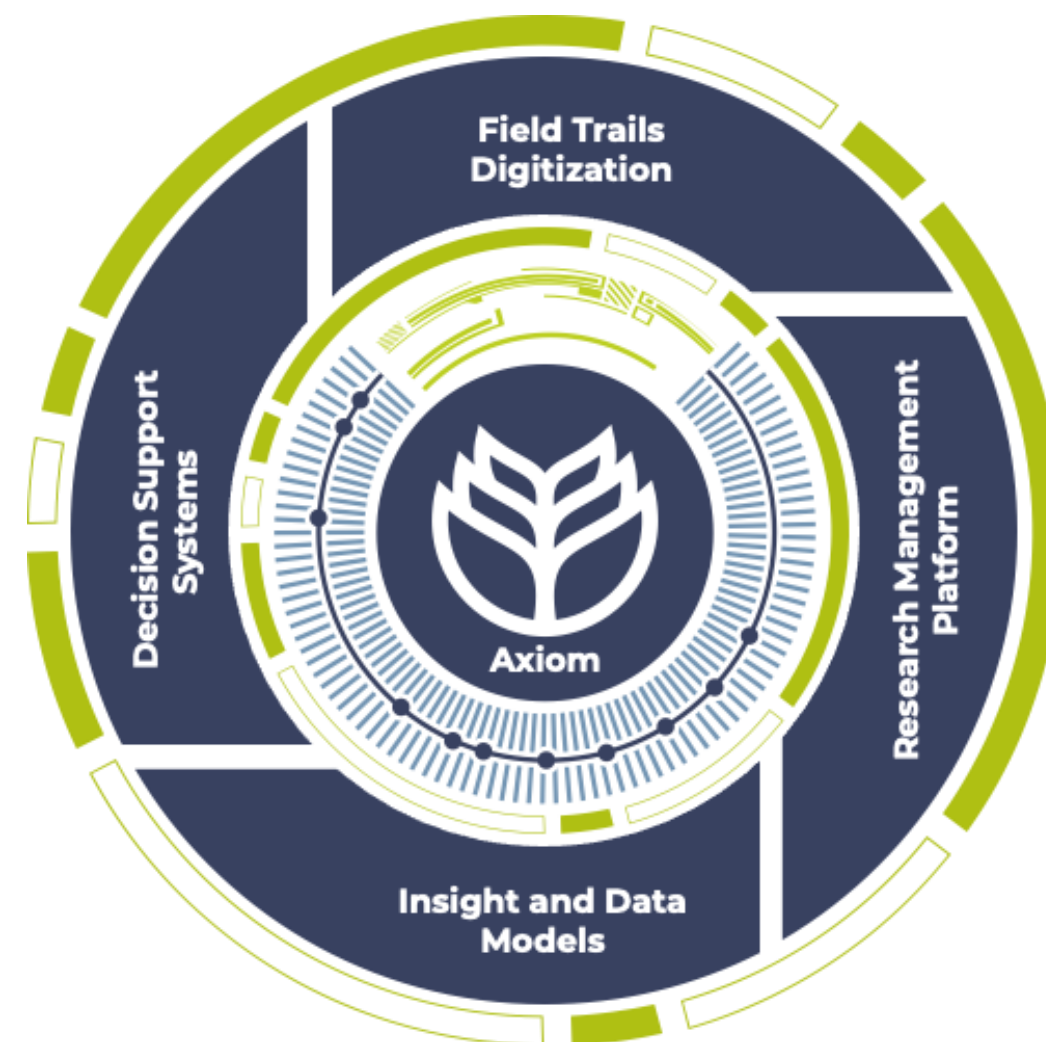 Field Trails
Digitization
Research Management
Platform
Insight and Data
Models
Decision Support
Systems
Axiom